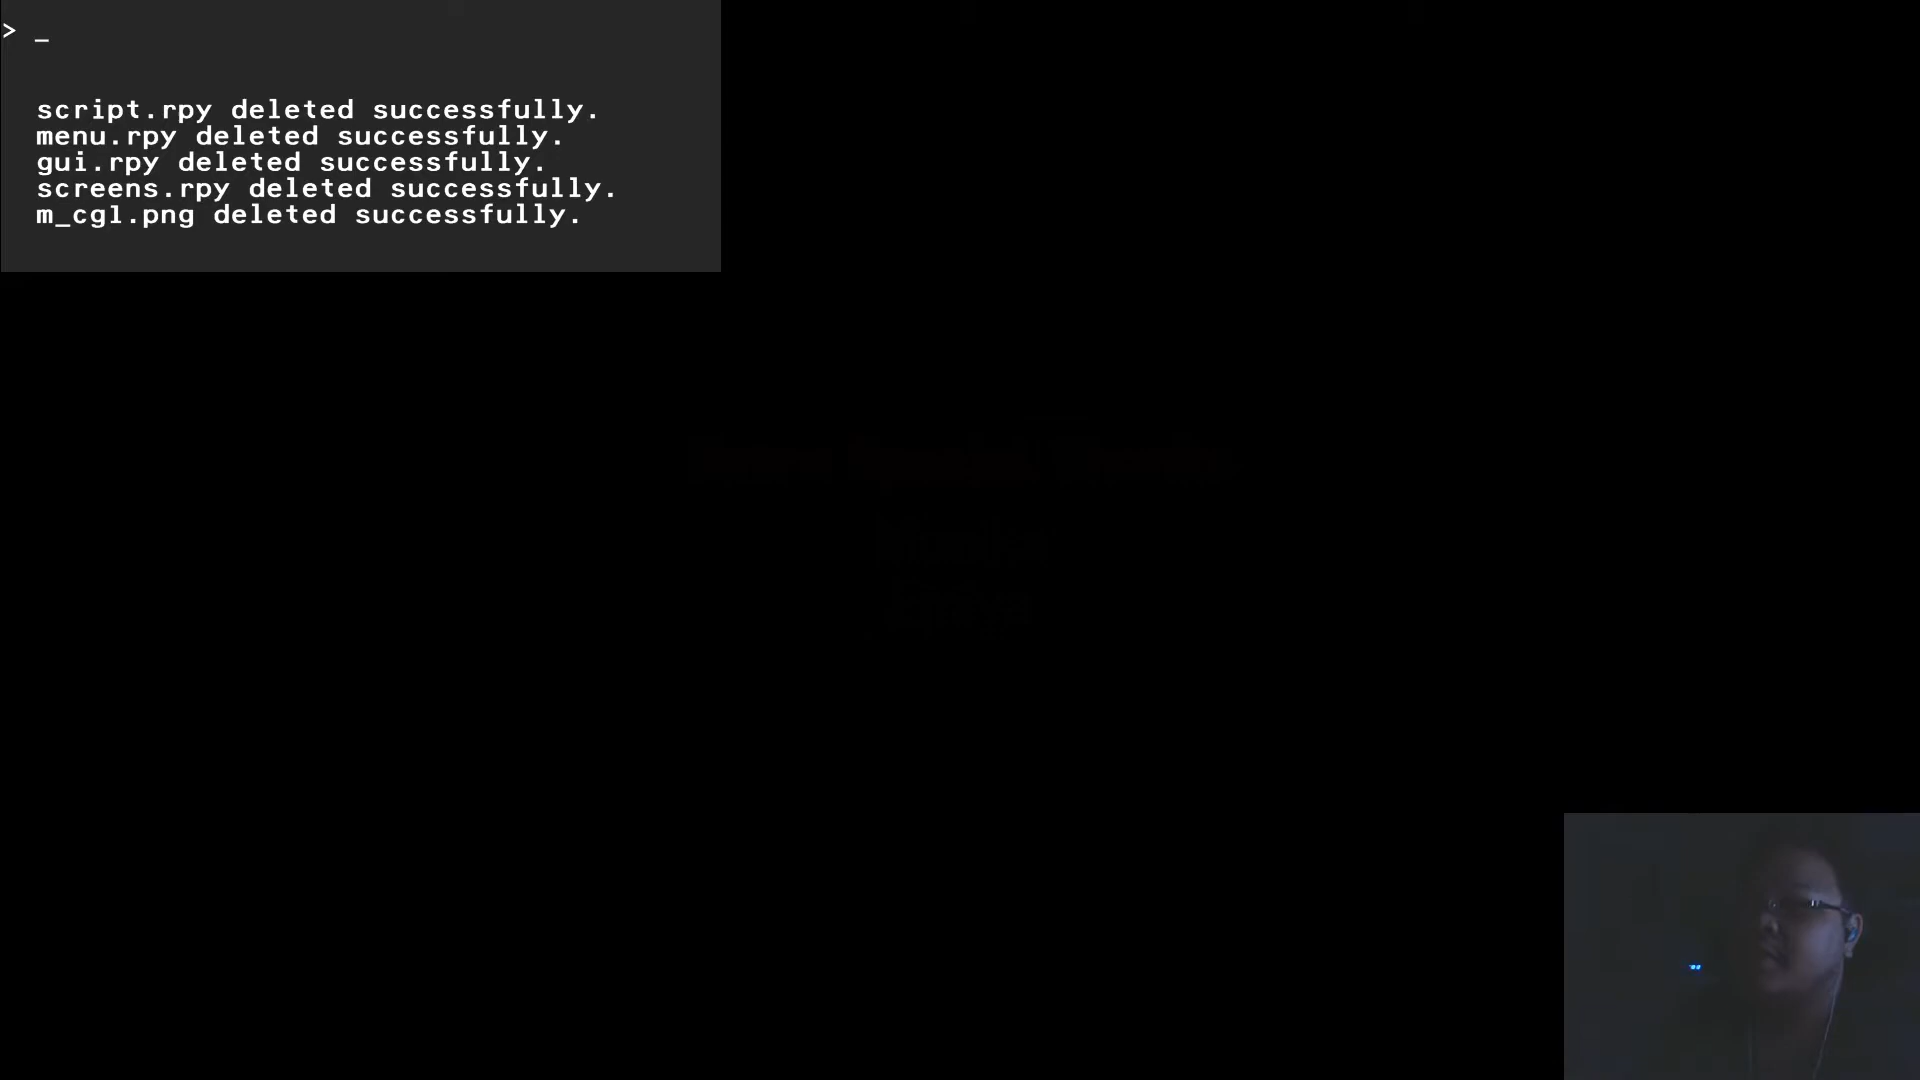 > _
script.rpy deleted successfully.
menu.rpy deleted successfully.
gui.rpy deleted successfully.
screens.rpy deleted successfully.
m_cg1.png deleted successfully.